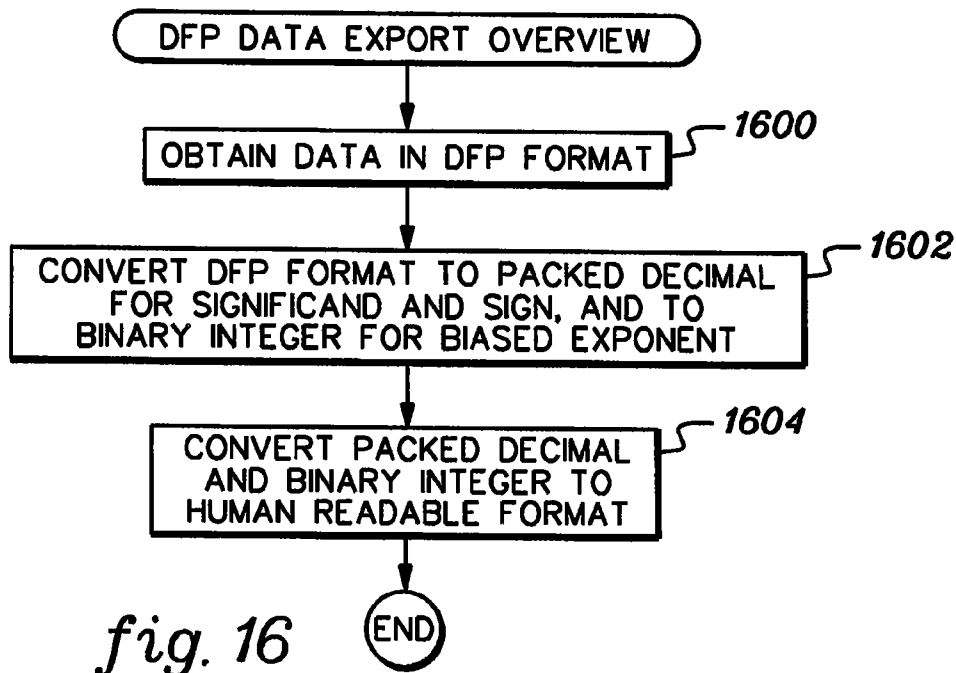 DFP DATA EXPORT OVERVIEW
1600
OBTAIN DATA IN DFP FORMAT
1602
CONVERT DFP FORMAT TO PACKED DECIMAL
FOR SIGNIFICAND AND SIGN, AND TO
BINARY INTEGER FOR BIASED EXPONENT
1604
CONVERT PACKED DECIMAL
AND BINARY INTEGER TO
HUMAN READABLE FORMAT
END
fig. 16